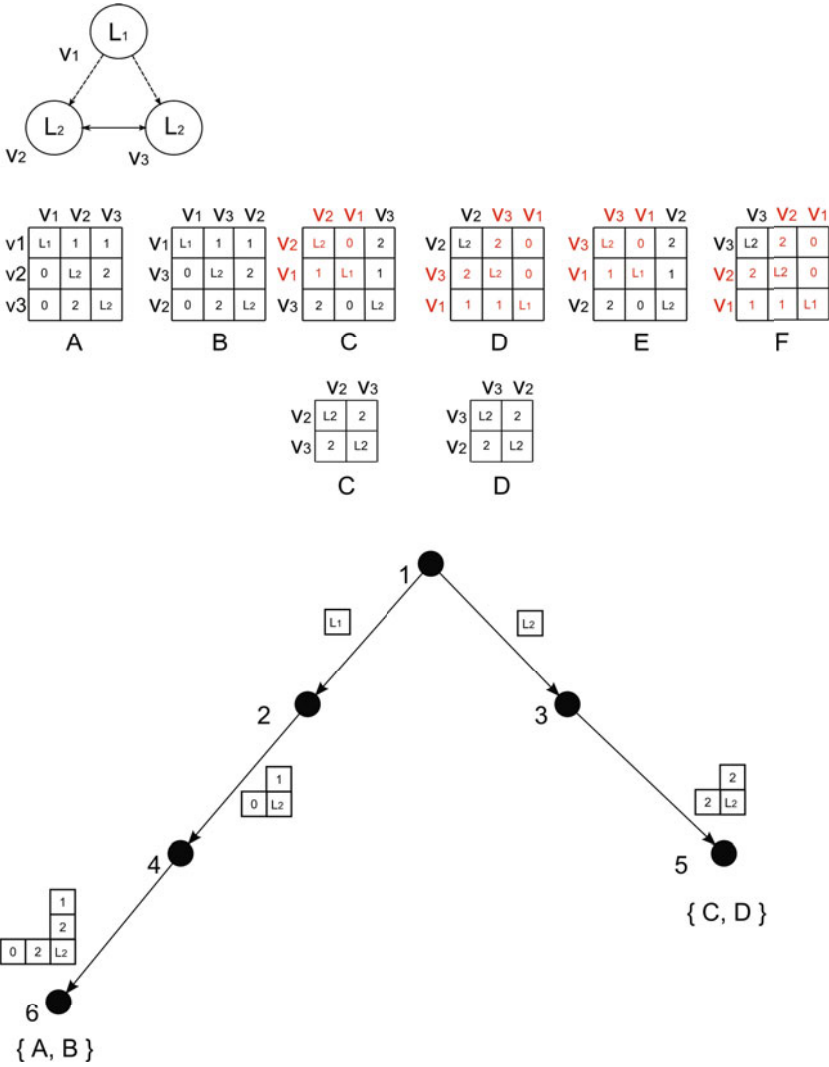 L1
V1
L2 L2
V2 V3
V1 V2 V3
v1 L1 1 1
v2 0 L2 2
v3 0 2 L2
A
V1 V3 V2
V1 L1 1 1
V3 0 L2 2
V2 0 2 L2
B
V2 V1 V3
V2 L2 0 2
V1 1 L1 1
V3 2 0 L2
C
V2 V3 V1
V2 L2 2 0
V3 2 L2 0
V1 1 1 L1
D
V3 V1 V2
V3 L2 0 2
V1 1 L1 1
V2 2 0 L2
E
V3 V2 V1
V3 L2 2 0
V2 2 L2 0
V1 1 1 L1
F
V2 V3
V2 L2 2
V3 2 L2
C
V3 V2
V3 L2 2
V2 2 L2
D
1
L1 L2
2 3
1
0 L2
2
2 L2
4 5
{ C, D }
1
2
0 2 L2
6
{ A, B }